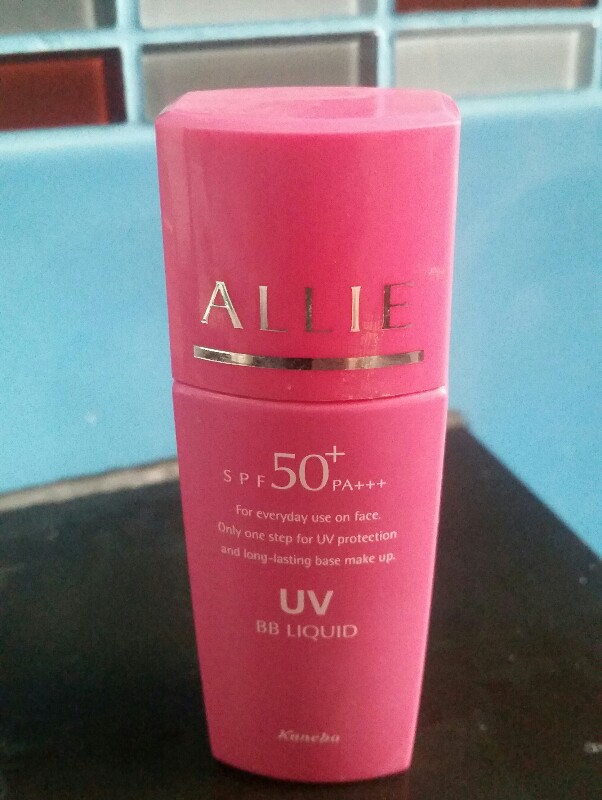 ALLIE
SPF50+ PA+++
For everyday use on face.
Only one step for UV protection
and long-lasting base make up.
UV
BB LIQUID
Kanebo